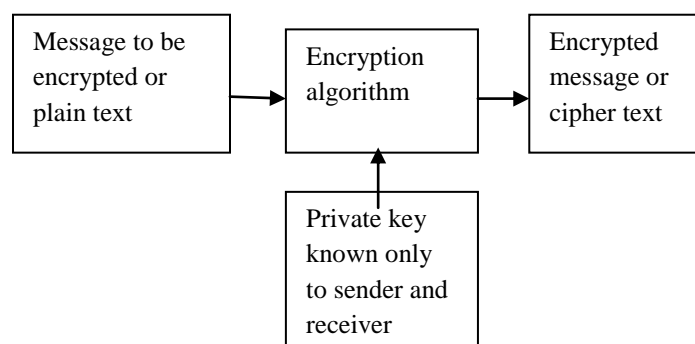 Message to be
encrypted or
plain text
Encryption
algorithm
Encrypted
message or
cipher text
Private key
known only
to sender and
receiver